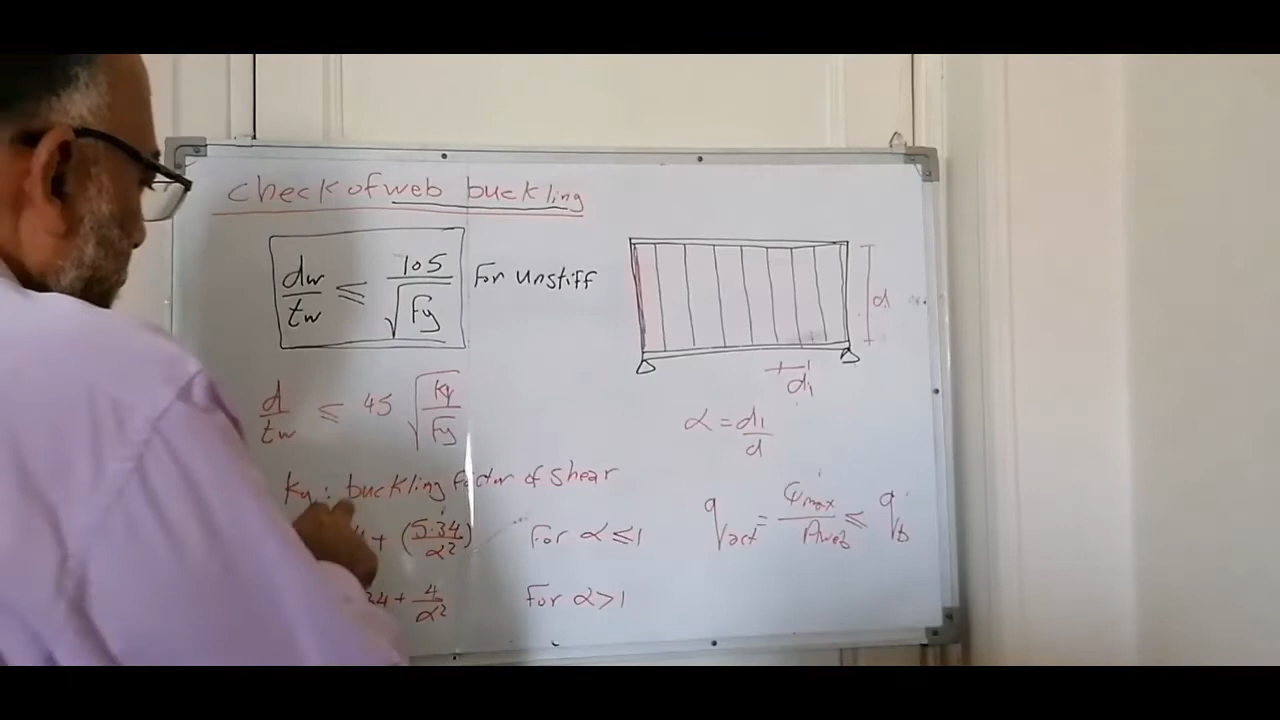 check of web buckling
dw/tw ≤ 105/√Fy For Unstiff
d
d/tw ≤ 45 √(kq/Fy)
d1
α = d1/d
kq : buckling factor of shear
+ (5.34/α²) For α ≤ 1
qact = Qmax/Aweb ≤ qb
34 + 4/α² For α > 1